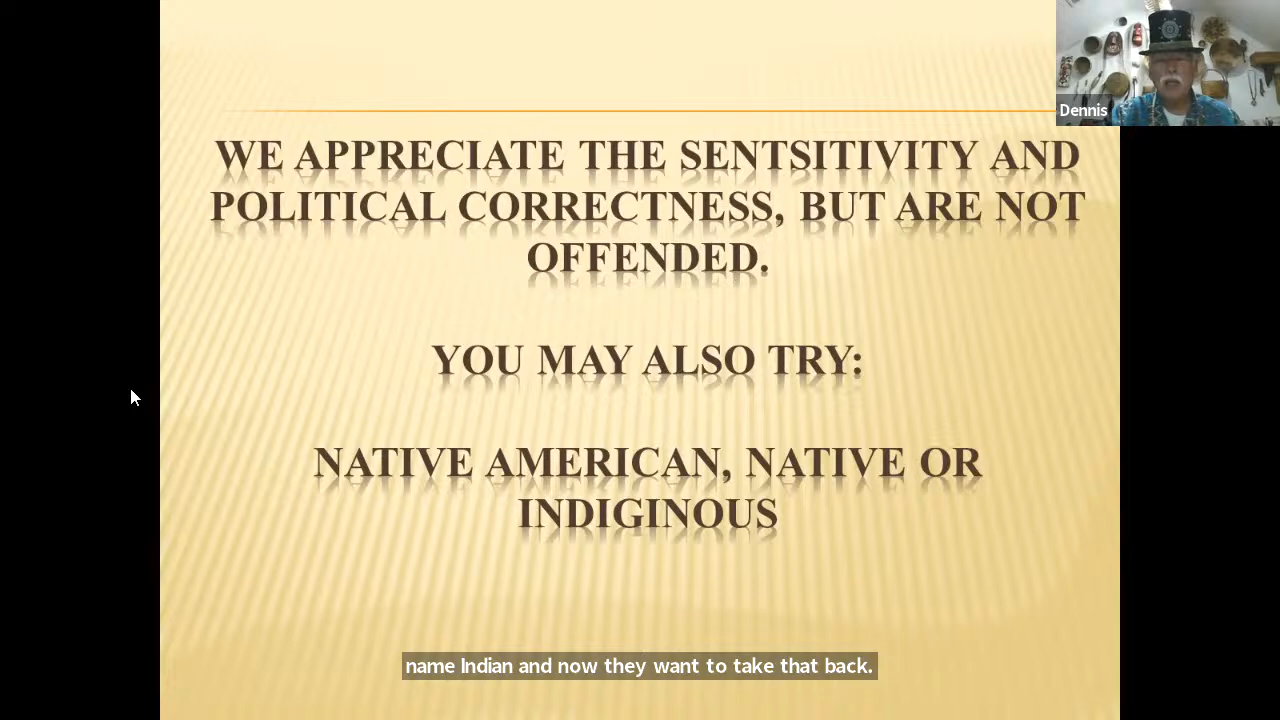 Dennis
WE APPRECIATE THE SENTSITIVITY AND
POLITICAL CORRECTNESS, BUT ARE NOT
OFFENDED.
YOU MAY ALSO TRY:
NATIVE AMERICAN, NATIVE OR
INDIGINOUS
name Indian and now they want to take that back.